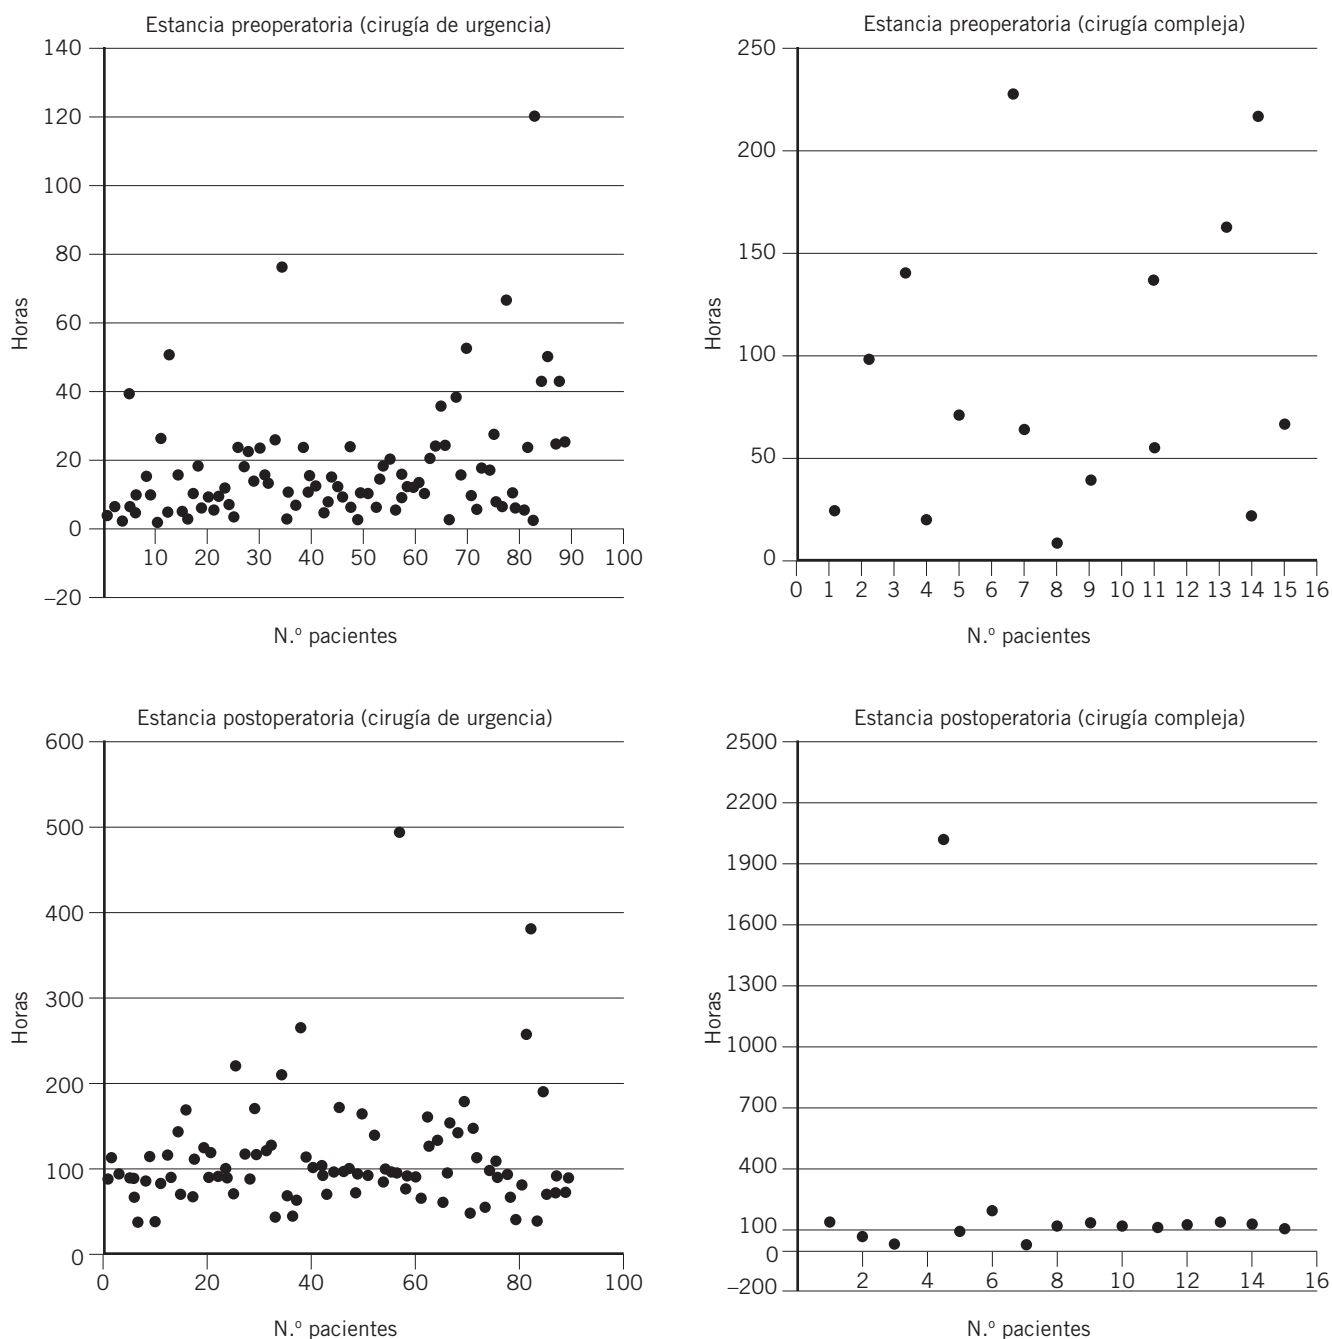 Estancia preoperatoria (cirugía de urgencia)
140
120
100
80
60
40
20
0
–20
Horas
10 20 30 40 50 60 70 80 90 100
N.º pacientes
Estancia preoperatoria (cirugía compleja)
250
200
150
100
50
0
Horas
0 1 2 3 4 5 6 7 8 9 10 11 12 13 14 15 16
N.º pacientes
Estancia postoperatoria (cirugía de urgencia)
600
500
400
300
200
100
0
Horas
0 20 40 60 80 100
N.º pacientes
Estancia postoperatoria (cirugía compleja)
2500
2200
1900
1600
1300
1000
700
400
100
0
–200
Horas
2 4 6 8 10 12 14 16
N.º pacientes